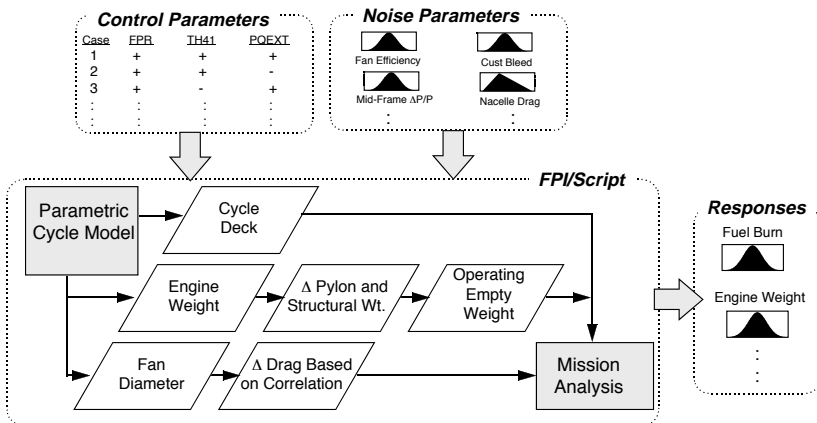 Control Parameters
Case FPR TH41 PQEXT
1 + + +
2 + + -
3 + - +
: : : :
: : : :
Noise Parameters
Fan Efficiency
Cust Bleed
Mid-Frame ΔP/P
Nacelle Drag
: :
FPI/Script
Parametric
Cycle Model
Cycle
Deck
Engine
Weight
Δ Pylon and
Structural Wt.
Operating
Empty
Weight
Fan
Diameter
Δ Drag Based
on Correlation
Mission
Analysis
Responses
Fuel Burn
Engine Weight
:
: